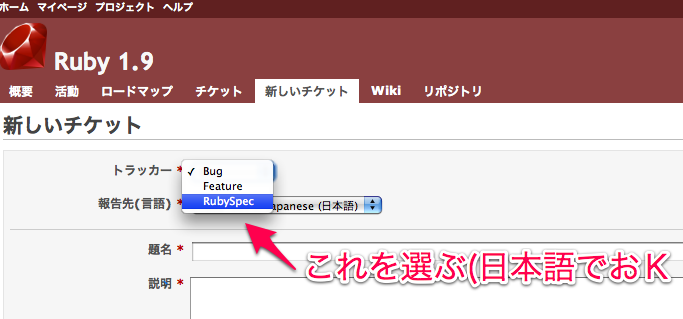 ホーム マイページ プロジェクト ヘルプ
Ruby 1.9
概要 活動 ロードマップ チケット 新しいチケット Wiki リポジトリ
新しいチケット
トラッカー * ✓ Bug
Feature
RubySpec
報告先(言語) * apanese (日本語)
題名 *
これを選ぶ(日本語でおK
説明 *